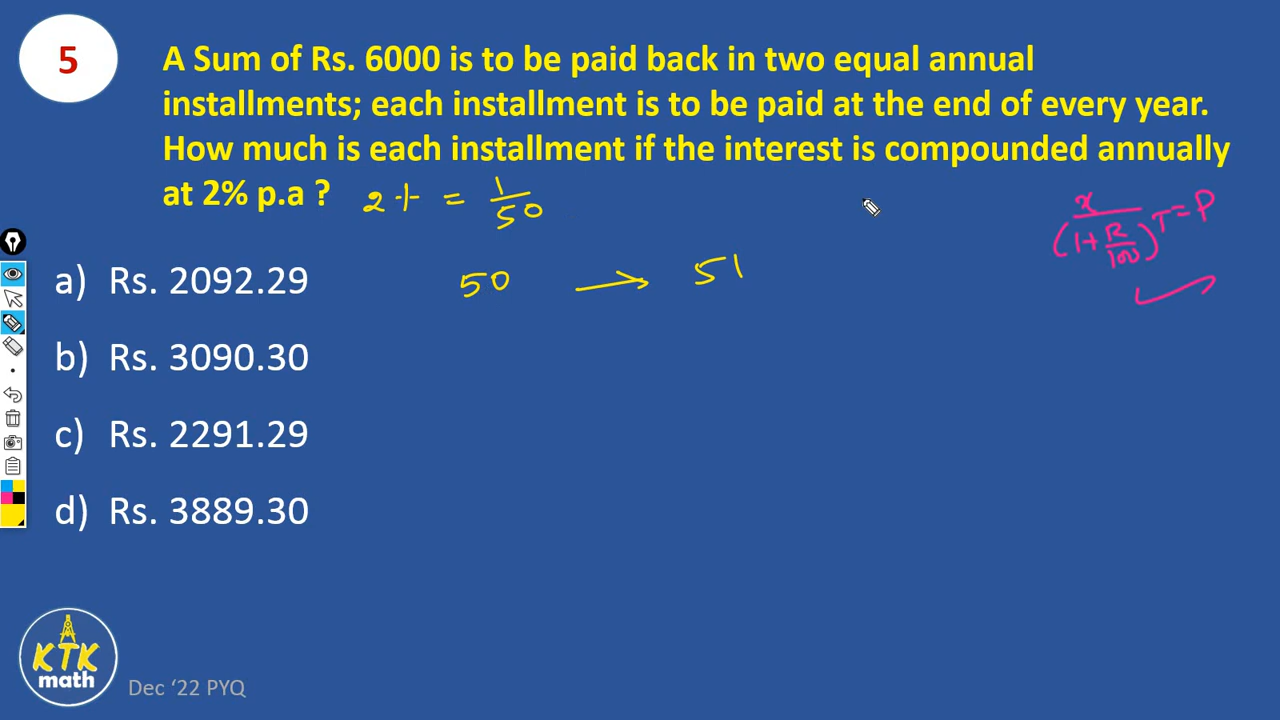 5
A Sum of Rs. 6000 is to be paid back in two equal annual
installments; each installment is to be paid at the end of every year.
How much is each installment if the interest is compounded annually
at 2% p.a ?
2 ÷ = 1/50
x/(1+R/100)^T = P
50 → 51
a) Rs. 2092.29
b) Rs. 3090.30
c) Rs. 2291.29
d) Rs. 3889.30
KTK
math
Dec ‘22 PYQ